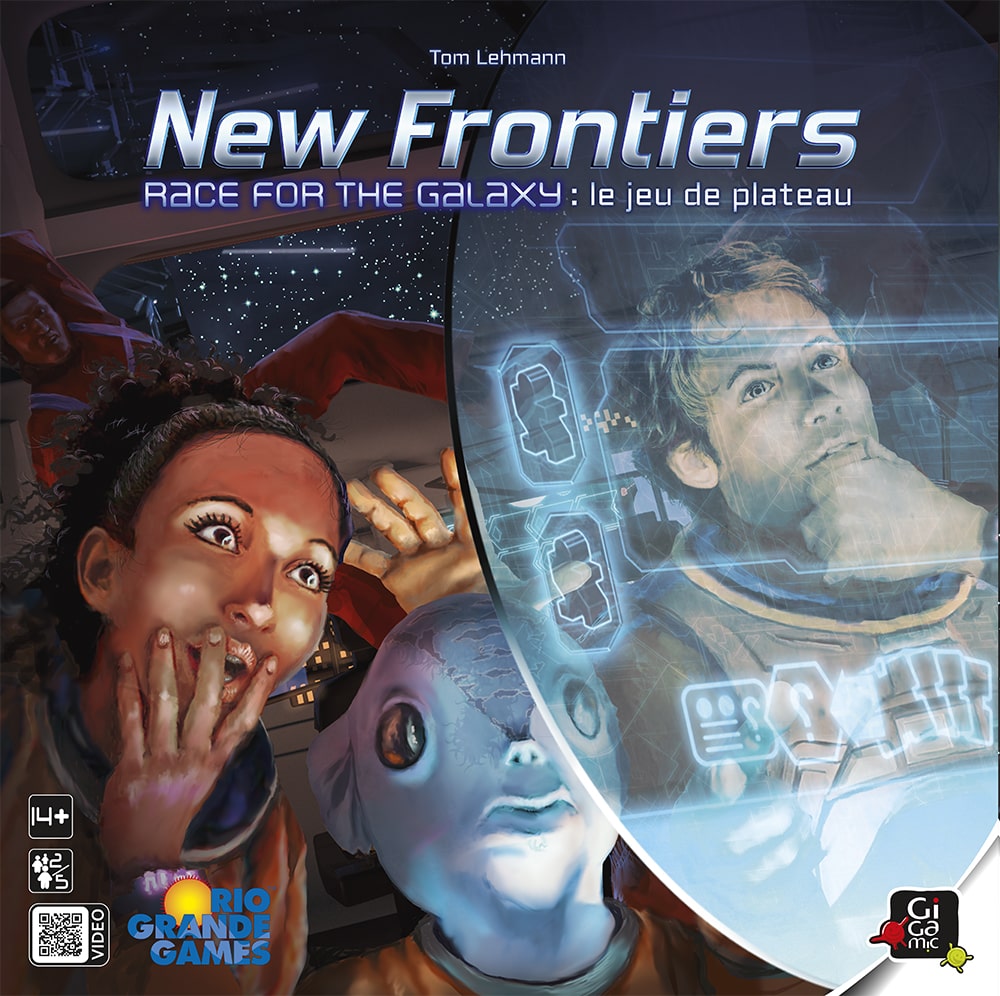 Tom Lehmann
New Frontiers
RACE FOR THE GALAXY : le jeu de plateau
14+
2/5
VIDEO
RIO
GRANDE
GAMES
Gi
Ga
mic